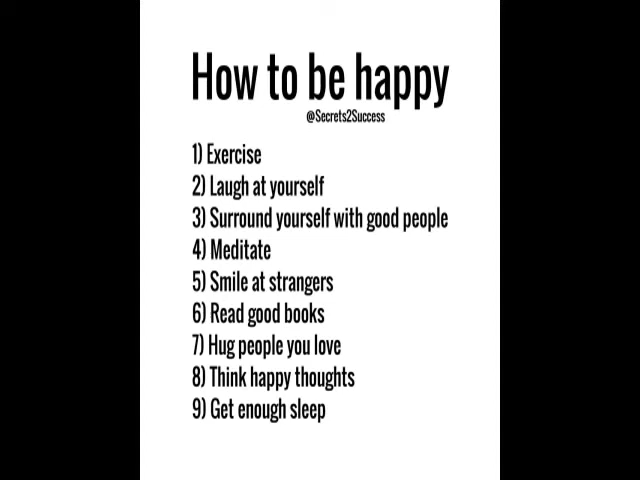 How to be happy
@Secrets2Success
1) Exercise
2) Laugh at yourself
3) Surround yourself with good people
4) Meditate
5) Smile at strangers
6) Read good books
7) Hug people you love
8) Think happy thoughts
9) Get enough sleep